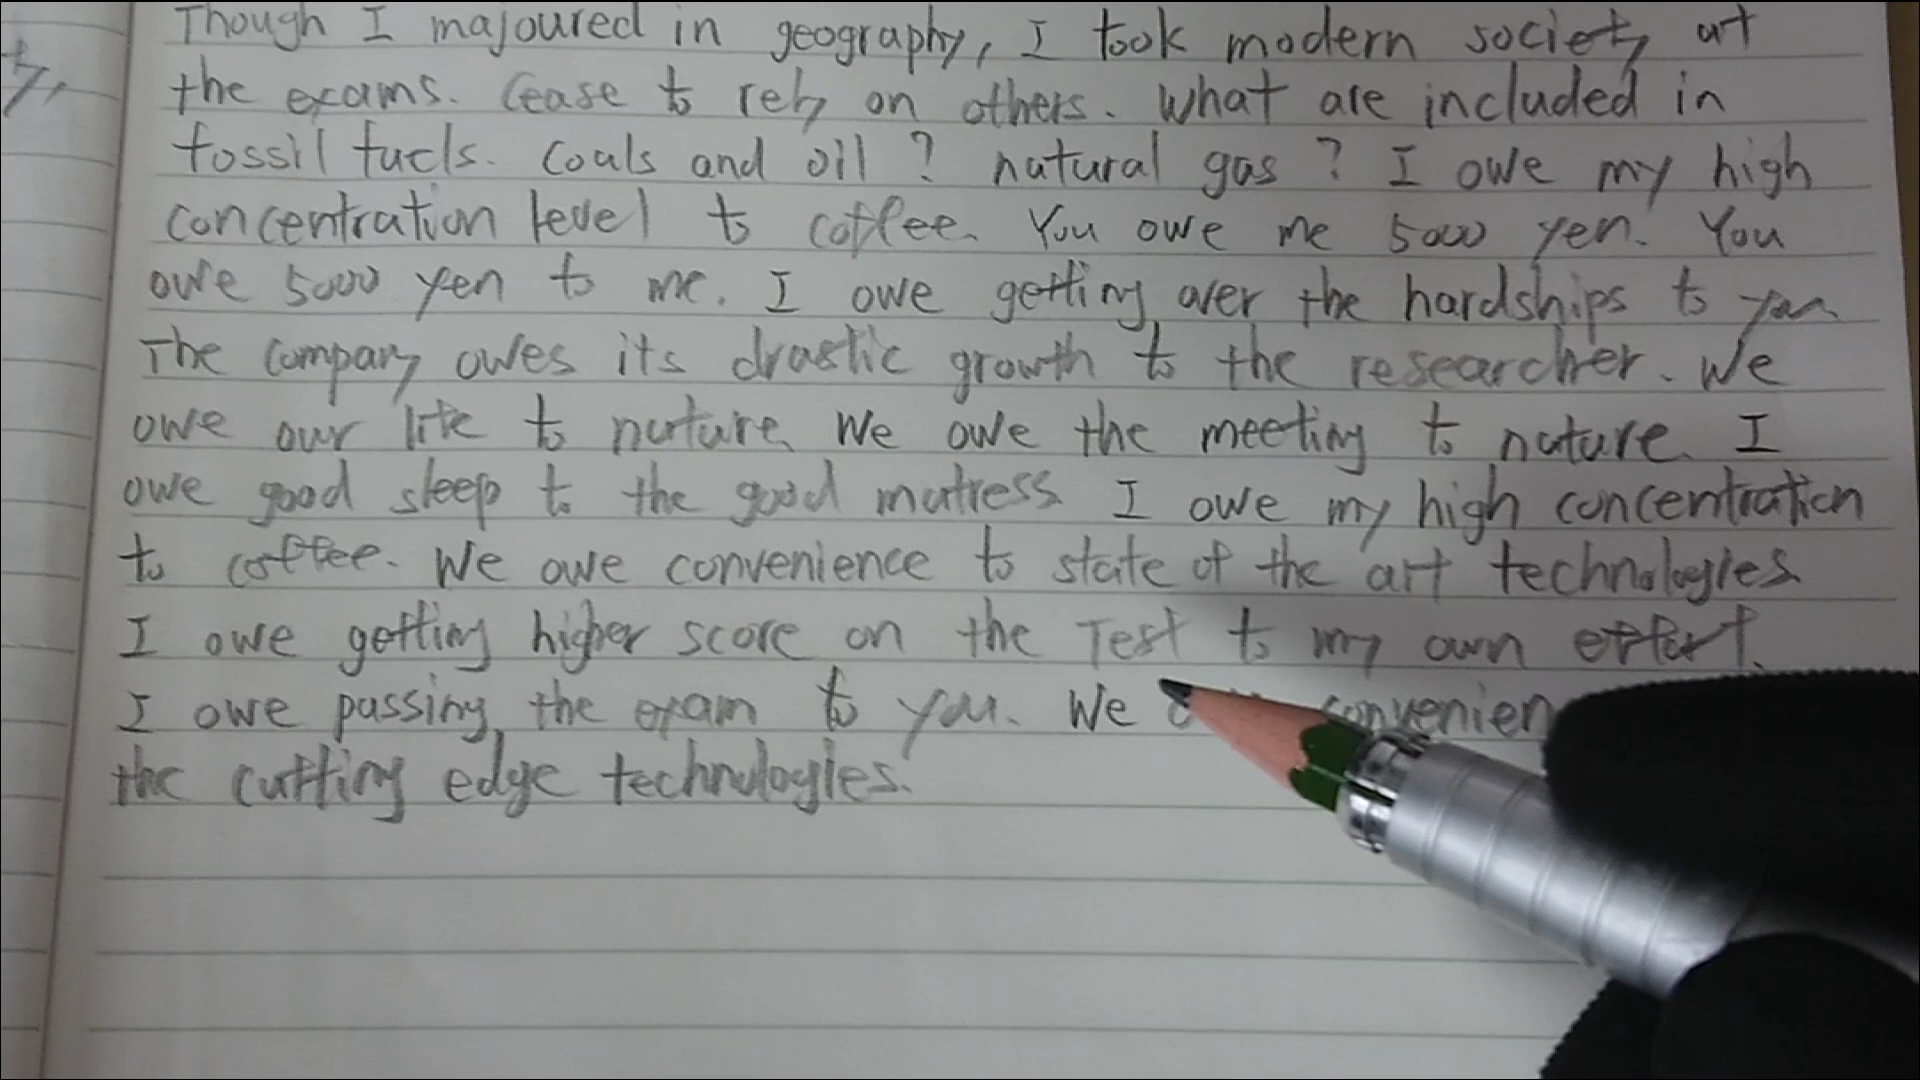 Though I majoured in geography, I took modern society at
ty,
the exams. Cease to rely on others. What are included in
fossil fuels. Coals and oil? natural gas? I owe my high
concentration level to coffee. You owe me 5000 yen. You
owe 5000 yen to me. I owe getting over the hardships to you.
The company owes its drastic growth to the researcher. We
owe our life to nature. We owe the meeting to nature. I
owe good sleep to the good matress. I owe my high concentration
to coffee. We owe convenience to state of the art technologies.
I owe getting higher score on the Test to my own effort.
I owe passing the exam to you. We
the cutting edge technologies.